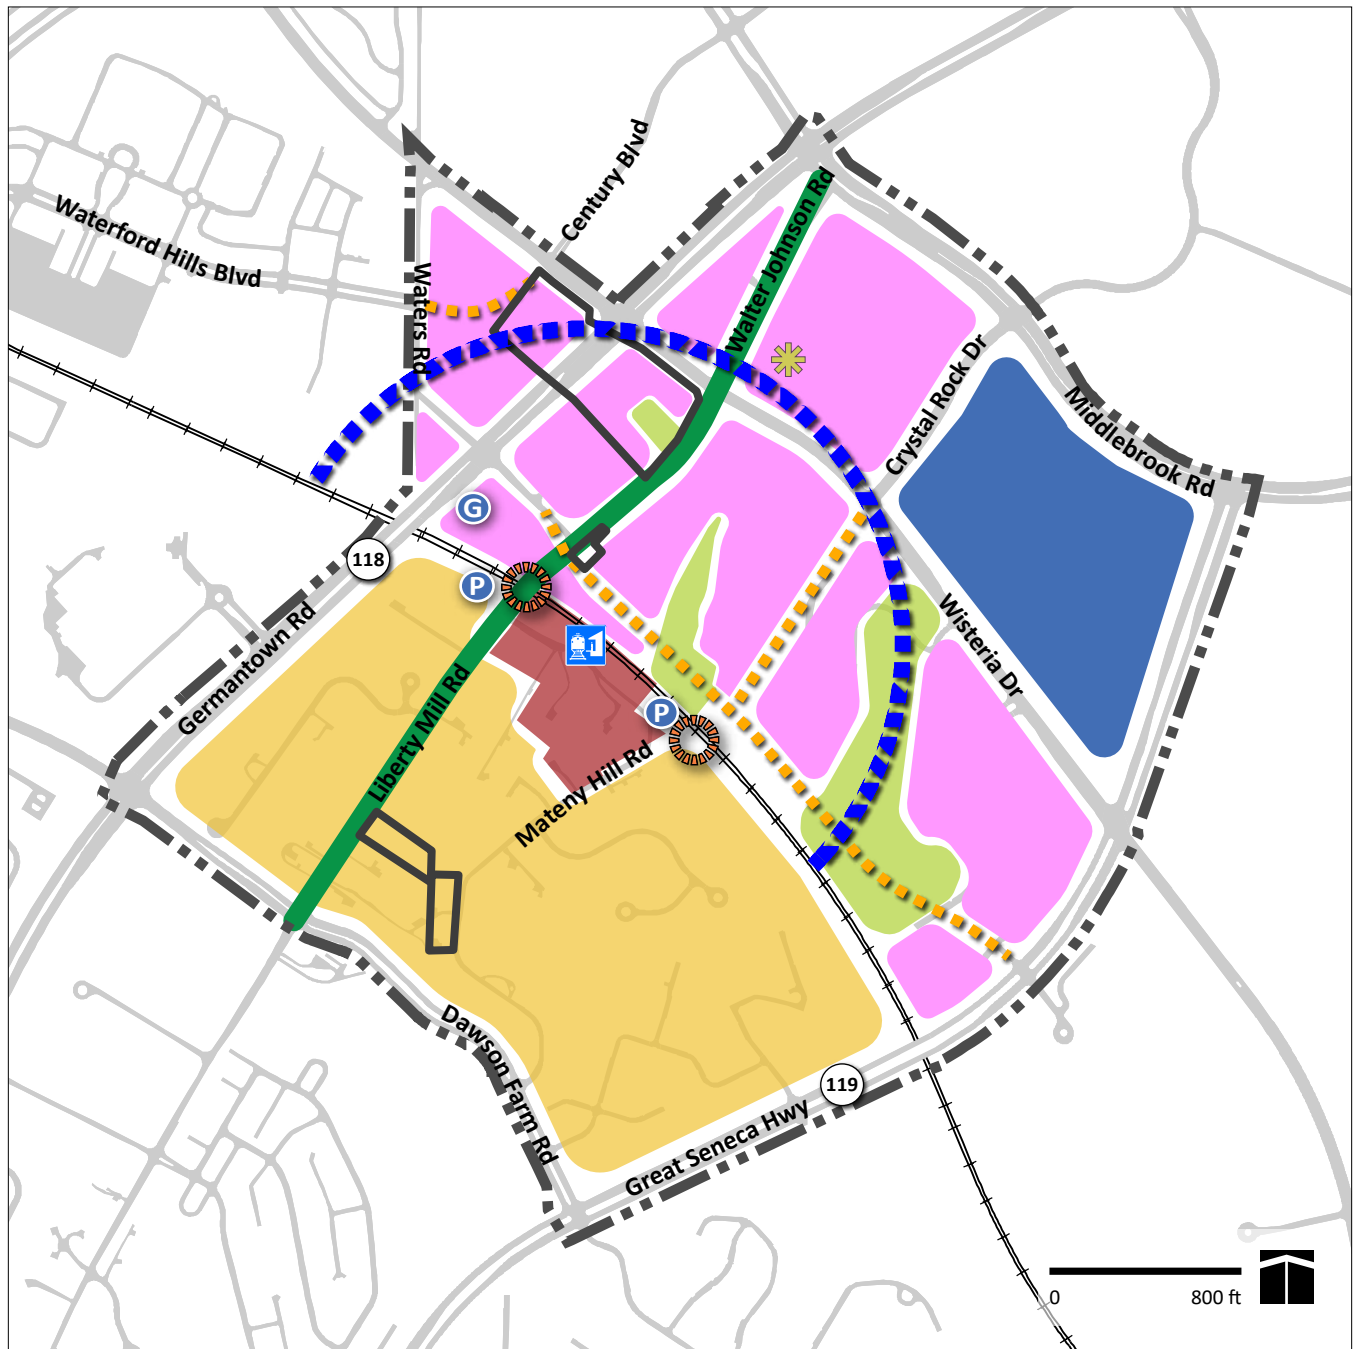 Century Blvd
Waterford Hills Blvd
Waters Rd
Walter Johnson Rd
Crystal Rock Dr
Middlebrook Rd
G
118
P
Germantown Rd
Wisteria Dr
Liberty Mill Rd
P
Mateny Hill Rd
Dawson Farm Rd
119
Great Seneca Hwy
0 800 ft